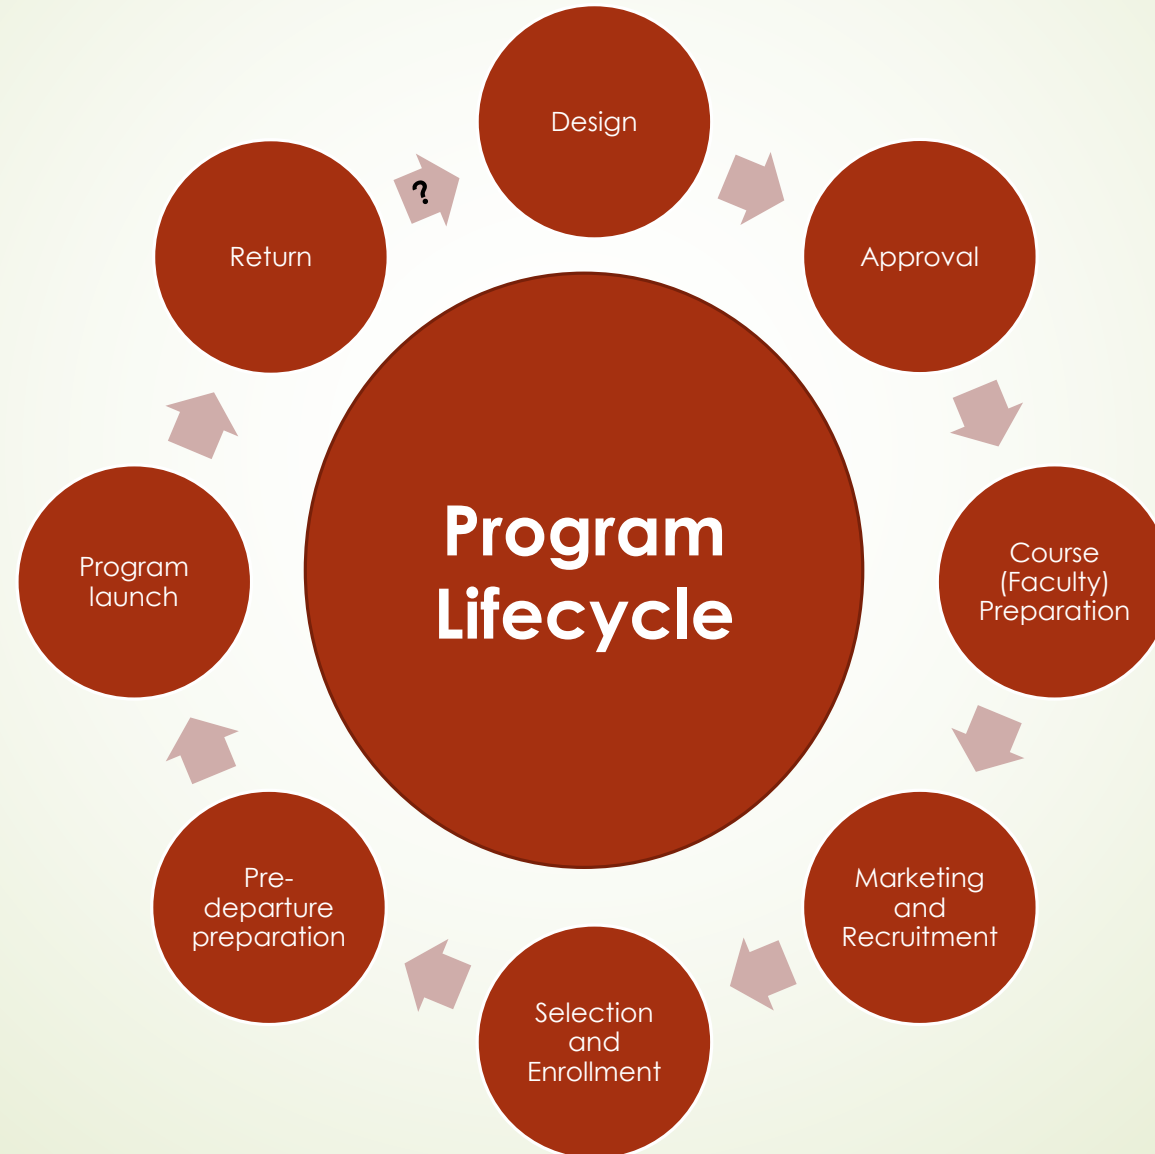 Design
Approval
Course
(Faculty)
Preparation
Marketing
and
Recruitment
Selection
and
Enrollment
Pre-
departure
preparation
Program
launch
Return
?
Program
Lifecycle